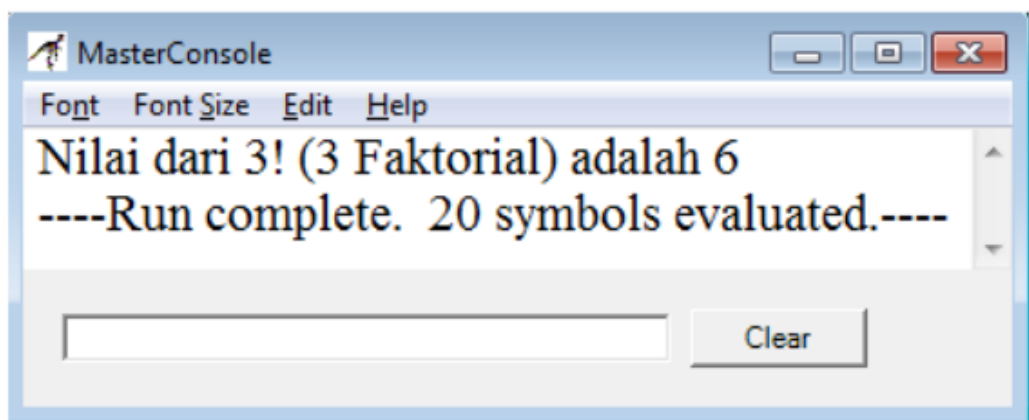 MasterConsole
Font Font Size Edit Help
Nilai dari 3! (3 Faktorial) adalah 6
----Run complete.  20 symbols evaluated.----
Clear